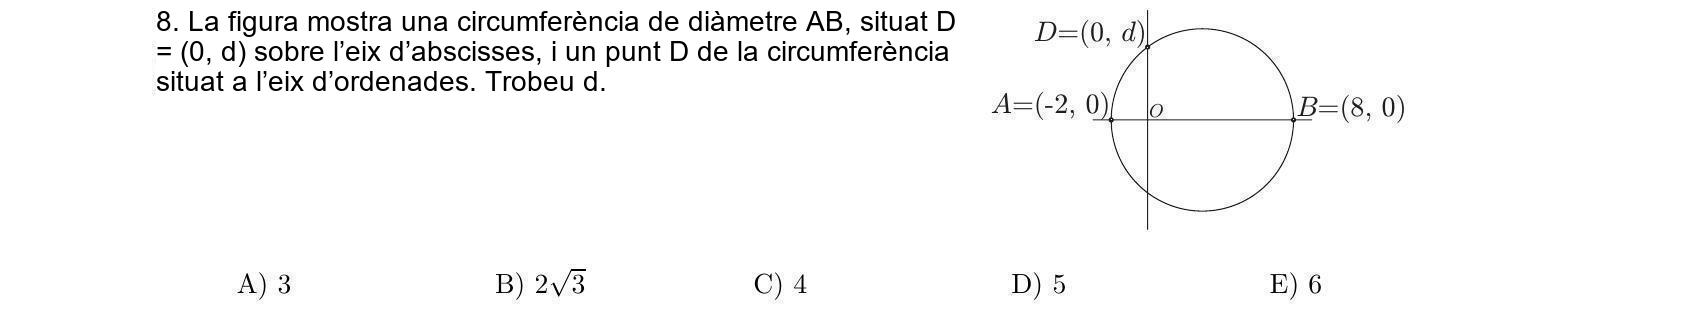 8. La figura mostra una circumferència de diàmetre AB, situat D
= (0, d) sobre l’eix d’abscisses, i un punt D de la circumferència
situat a l’eix d’ordenades. Trobeu d.
D=(0, d)
A=(-2, 0)
O
B=(8, 0)
A) 3
B) 2√3
C) 4
D) 5
E) 6